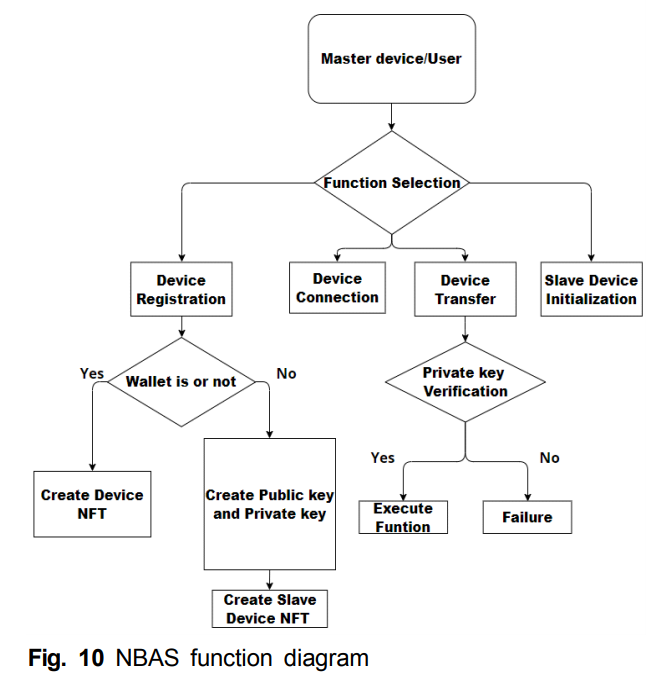 Master device/User
Function Selection
Device
Registration
Device
Connection
Device
Transfer
Slave Device
Initialization
Yes
Wallet is or not
No
Private key
Verification
Yes
No
Create Device
NFT
Create Public key
and Private key
Execute
Funtion
Failure
Create Slave
Device NFT
Fig. 10 NBAS function diagram